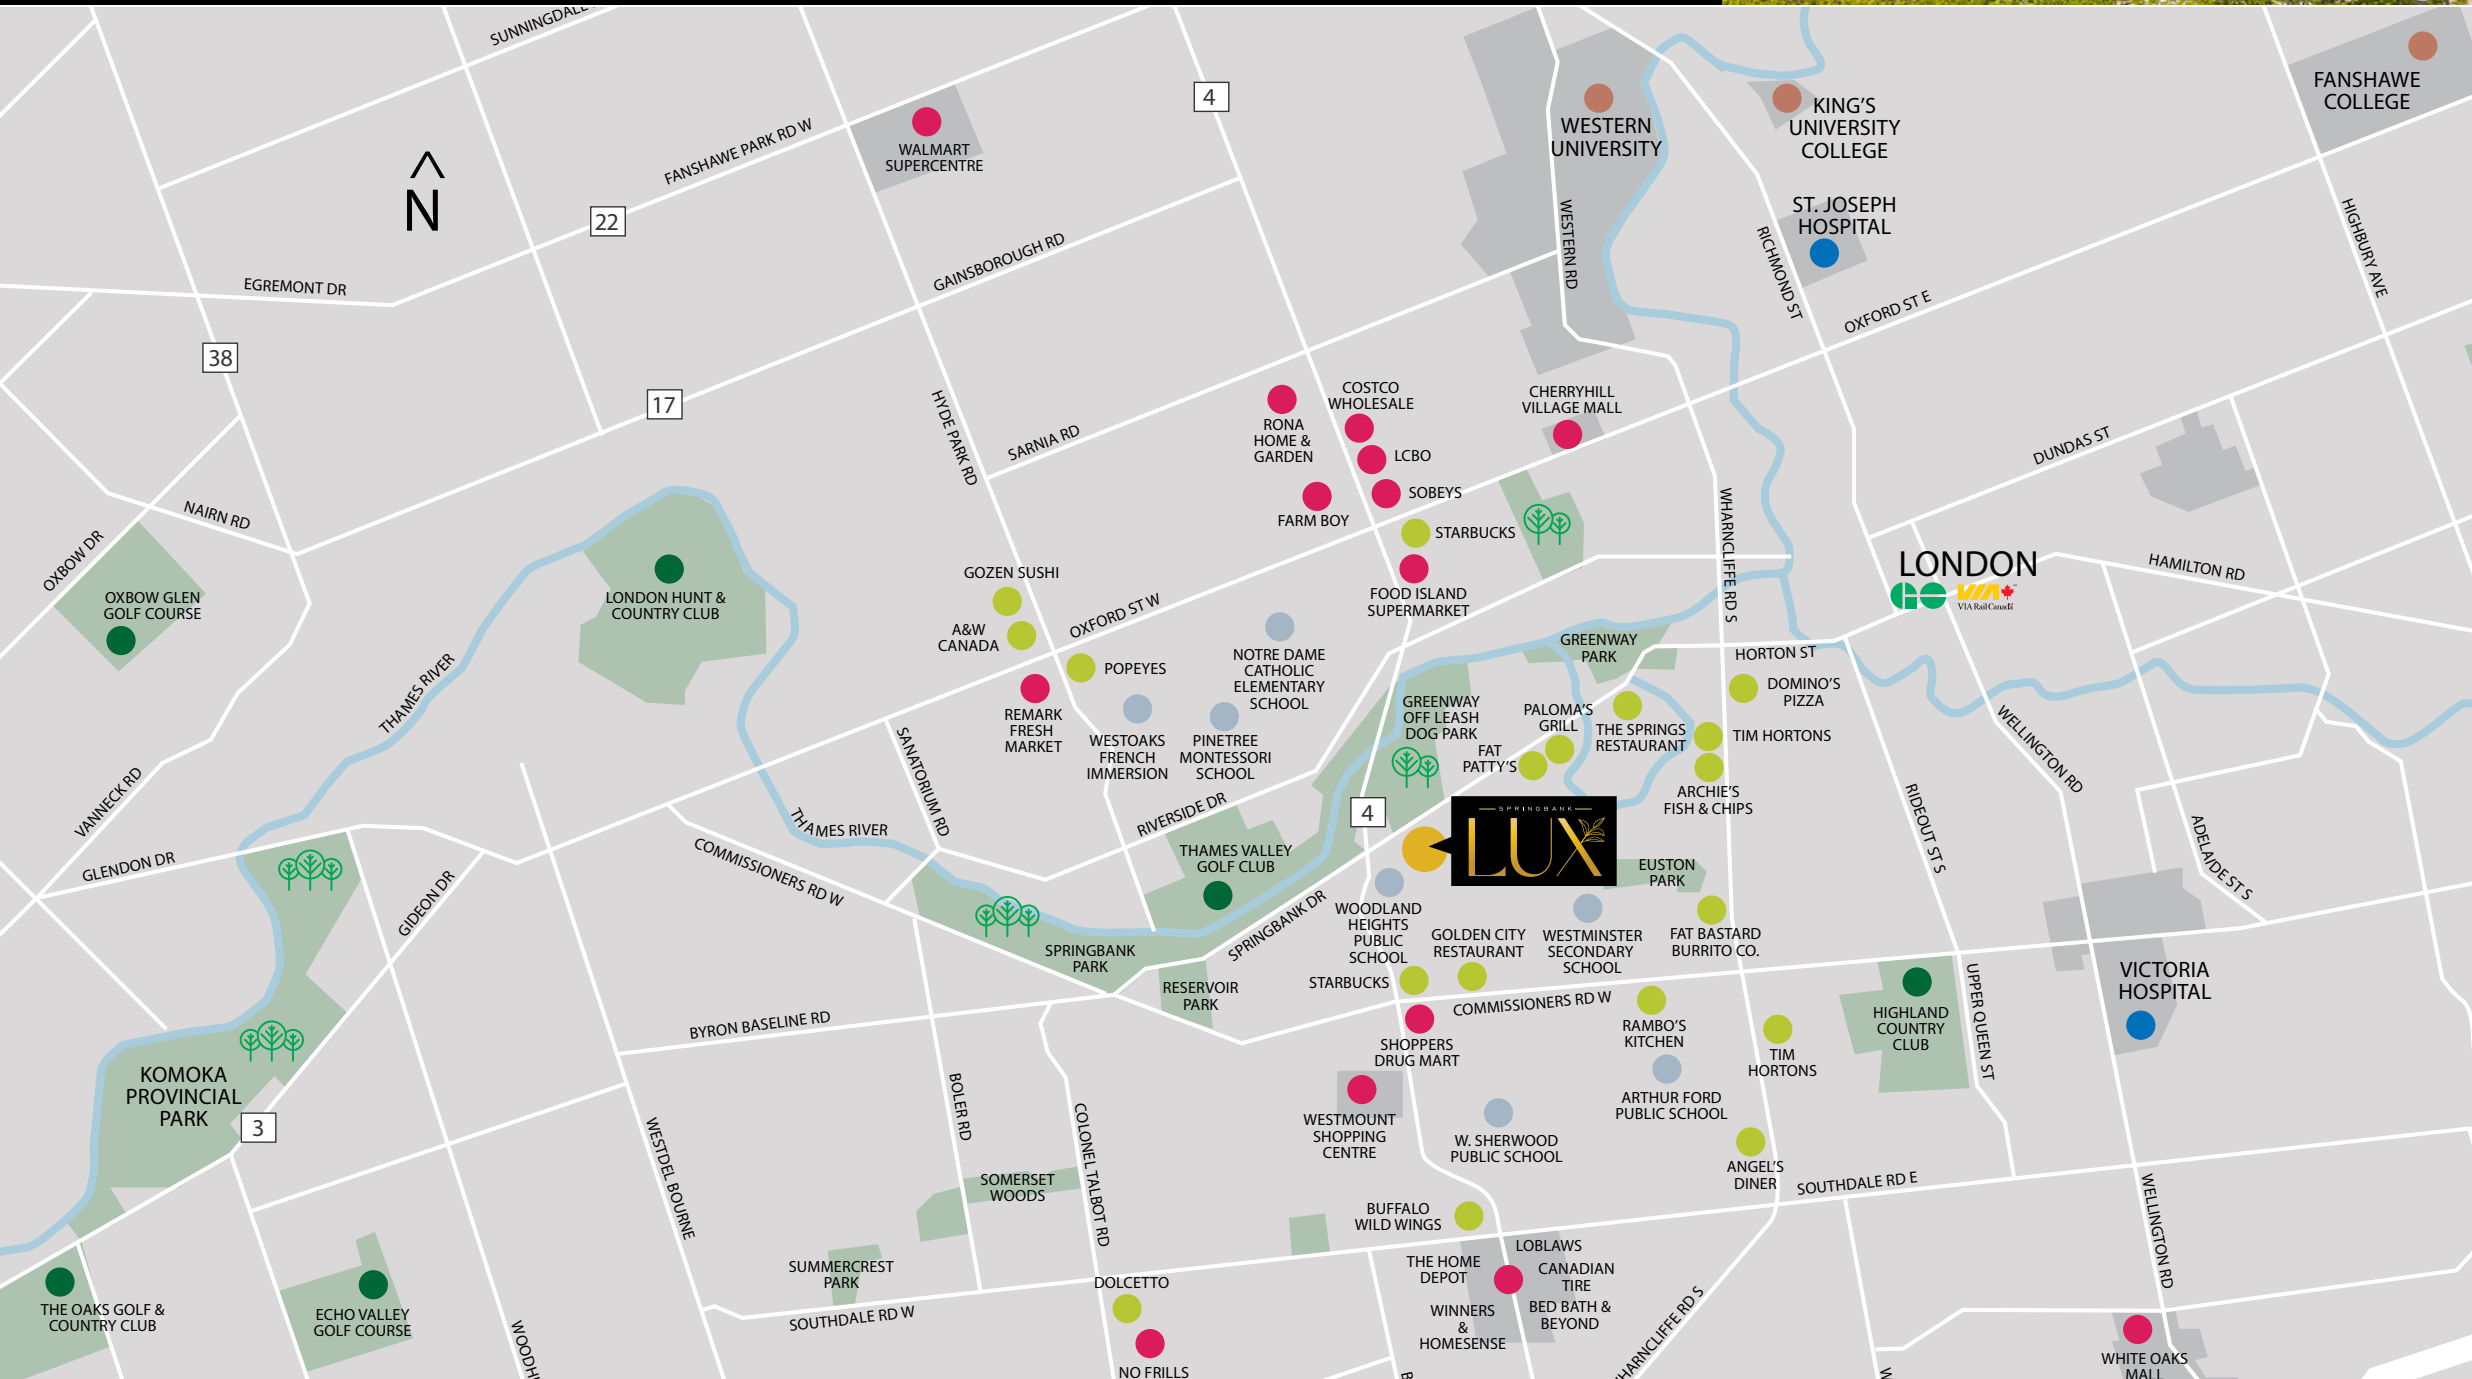 SUNNINGDALE
FANSHAWE
COLLEGE
4
WALMART
SUPERCENTRE
FANSHAWE PARK RD W
WESTERN
UNIVERSITY
KING'S
UNIVERSITY
COLLEGE
N
22
ST. JOSEPH
HOSPITAL
WESTERN RD
RICHMOND ST
HIGHBURY AVE
GAINSBOROUGH RD
EGREMONT DR
OXFORD ST E
38
17
HYDE PARK RD
SARNIA RD
RONA
HOME &
GARDEN
COSTCO
WHOLESALE
LCBO
SOBEYS
FARM BOY
STARBUCKS
FOOD ISLAND
SUPERMARKET
CHERRYHILL
VILLAGE MALL
DUNDAS ST
WHARNCLIFFE RD S
NAIRN RD
OXBOW DR
OXBOW GLEN
GOLF COURSE
LONDON HUNT &
COUNTRY CLUB
LONDON
GO
VIA
VIA Rail Canada
HAMILTON RD
GOZEN SUSHI
A&W
CANADA
OXFORD ST W
POPEYES
REMARK
FRESH
MARKET
WESTOAKS
FRENCH
IMMERSION
PINETREE
MONTESSORI
SCHOOL
NOTRE DAME
CATHOLIC
ELEMENTARY
SCHOOL
GREENWAY
PARK
HORTON ST
DOMINO'S
PIZZA
GREENWAY
OFF LEASH
DOG PARK
PALOMA'S
GRILL
THE SPRINGS
RESTAURANT
TIM HORTONS
FAT
PATTY'S
ARCHIE'S
FISH & CHIPS
WELLINGTON RD
RIDEOUT ST S
ADELAIDE ST S
THAMES RIVER
VANNECK RD
GLENDON DR
GIDEON DR
SANATORIUM RD
THAMES RIVER
COMMISSIONERS RD W
RIVERSIDE DR
4
SPRINGBANK
LUX
THAMES VALLEY
GOLF CLUB
EUSTON
PARK
SPRINGBANK DR
SPRINGBANK
PARK
RESERVOIR
PARK
WOODLAND
HEIGHTS
PUBLIC
SCHOOL
GOLDEN CITY
RESTAURANT
WESTMINSTER
SECONDARY
SCHOOL
FAT BASTARD
BURRITO CO.
STARBUCKS
COMMISSIONERS RD W
VICTORIA
HOSPITAL
HIGHLAND
COUNTRY
CLUB
UPPER QUEEN ST
BYRON BASELINE RD
SHOPPERS
DRUG MART
RAMBO'S
KITCHEN
TIM
HORTONS
KOMOKA
PROVINCIAL
PARK
3
BOLER RD
COLONEL TALBOT RD
WESTDEL BOURNE
WESTMOUNT
SHOPPING
CENTRE
W. SHERWOOD
PUBLIC SCHOOL
ARTHUR FORD
PUBLIC SCHOOL
ANGEL'S
DINER
SOUTHDALE RD E
WELLINGTON RD
SOMERSET
WOODS
BUFFALO
WILD WINGS
SUMMERCREST
PARK
DOLCETTO
THE HOME
DEPOT
LOBLAWS
CANADIAN
TIRE
WINNERS
&
HOMESENSE
BED BATH &
BEYOND
THE OAKS GOLF &
COUNTRY CLUB
ECHO VALLEY
GOLF COURSE
SOUTHDALE RD W
NO FRILLS
WHARNCLIFFE RD S
WHITE OAKS
MALL